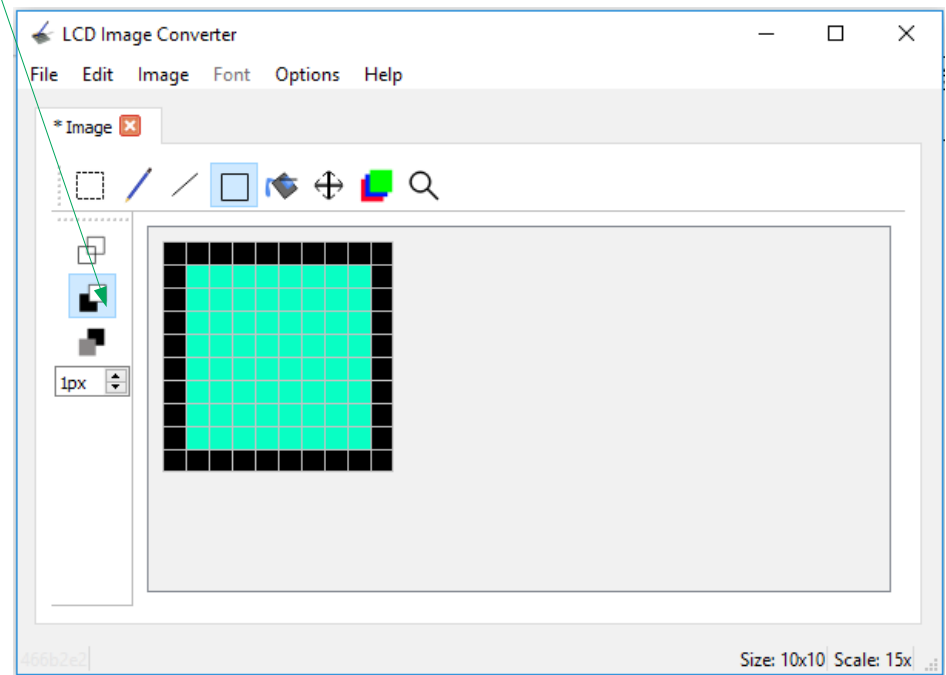 LCD Image Converter
File Edit Image Font Options Help
* Image
1px
466b2e2
Size: 10x10 Scale: 15x